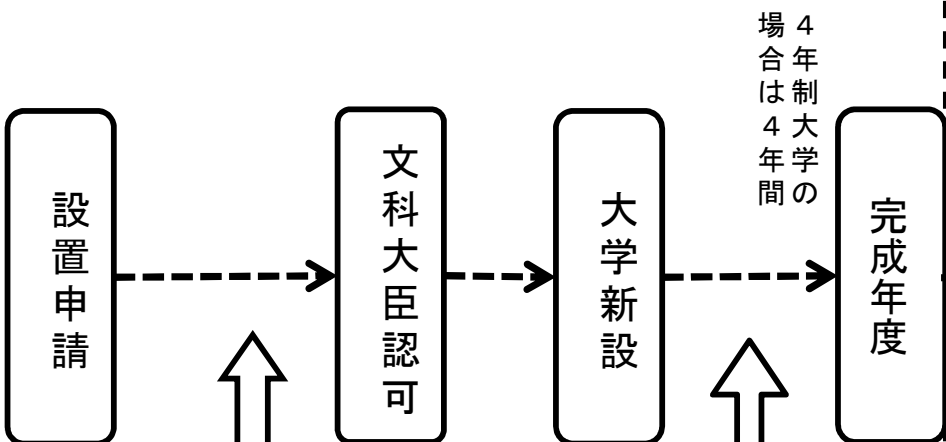 設置申請
文科大臣認可
大学新設
４年制大学の
場合は４年間
完成年度